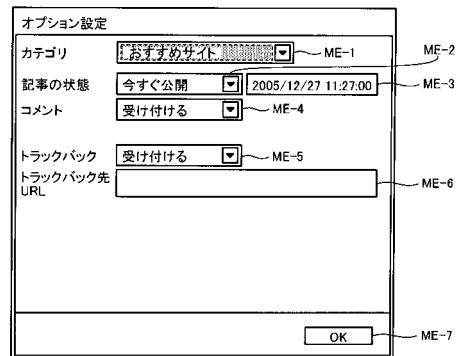 オプション設定
カテゴリ おすすめサイト ME-1 ME-2
記事の状態 今すぐ公開 2005/12/27 11:27:00 ME-3
コメント 受け付ける ME-4
トラックバック 受け付ける ME-5
トラックバック先
URL ME-6
OK ME-7